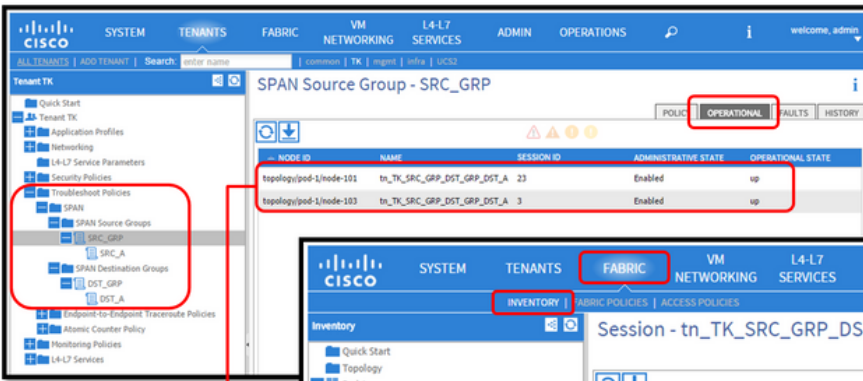 CISCO SYSTEM TENANTS FABRIC VM NETWORKING L4-L7 SERVICES ADMIN OPERATIONS i welcome, admin
ALL TENANTS | ADD TENANT | Search: enter name | common | TK | mgmt | infra | UCS2
Tenant TK
Quick Start
Tenant TK
Application Profiles
Networking
L4-L7 Service Parameters
Security Policies
Troubleshoot Policies
SPAN
SPAN Source Groups
SRC_GRP
SRC_A
SPAN Destination Groups
DST_GRP
DST_A
Endpoint-to-Endpoint Traceroute Policies
Atomic Counter Policy
Monitoring Policies
L4-L7 Services
SPAN Source Group - SRC_GRP i
POLICY OPERATIONAL FAULTS HISTORY
NODE ID NAME SESSION ID ADMINISTRATIVE STATE OPERATIONAL STATE
topology/pod-1/node-101 tn_TK_SRC_GRP_DST_GRP_DST_A 23 Enabled up
topology/pod-1/node-103 tn_TK_SRC_GRP_DST_GRP_DST_A 3 Enabled up
CISCO SYSTEM TENANTS FABRIC VM NETWORKING L4-L7 SERVICES
INVENTORY | FABRIC POLICIES | ACCESS POLICIES
Inventory
Quick Start
Topology
Session - tn_TK_SRC_GRP_DS